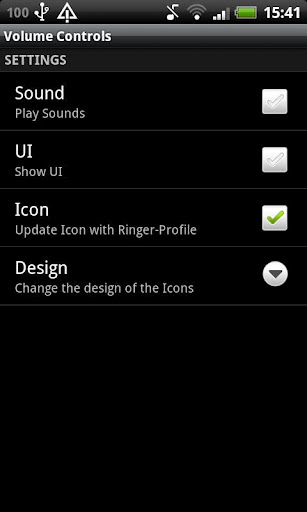 100 15:41
Volume Controls
SETTINGS
Sound
Play Sounds
UI
Show UI
Icon
Update Icon with Ringer-Profile
Design
Change the design of the Icons